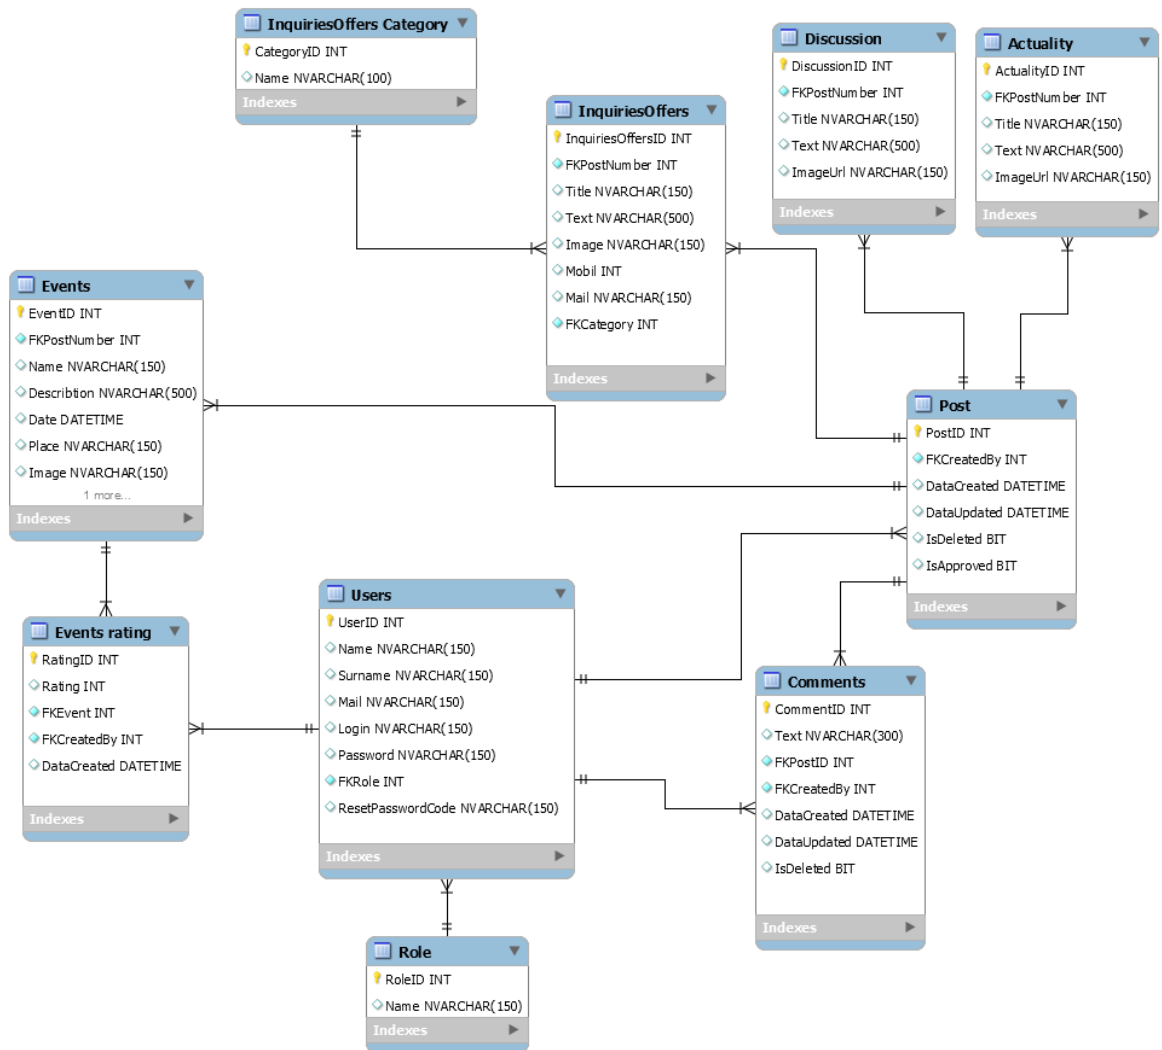 InquiriesOffers Category
CategoryID INT
Name NVARCHAR(100)
Indexes
InquiriesOffers
InquiriesOffersID INT
FKPostNumber INT
Title NVARCHAR(150)
Text NVARCHAR(500)
Image NVARCHAR(150)
Mobil INT
Mail NVARCHAR(150)
FKCategory INT
Indexes
Discussion
DiscussionID INT
FKPostNumber INT
Title NVARCHAR(150)
Text NVARCHAR(500)
ImageUrl NVARCHAR(150)
Indexes
Actuality
ActualityID INT
FKPostNumber INT
Title NVARCHAR(150)
Text NVARCHAR(500)
ImageUrl NVARCHAR(150)
Indexes
Events
EventID INT
FKPostNumber INT
Name NVARCHAR(150)
Describtion NVARCHAR(500)
Date DATETIME
Place NVARCHAR(150)
Image NVARCHAR(150)
1 more...
Indexes
Post
PostID INT
FKCreatedBy INT
DataCreated DATETIME
DataUpdated DATETIME
IsDeleted BIT
IsApproved BIT
Indexes
Events rating
RatingID INT
Rating INT
FKEvent INT
FKCreatedBy INT
DataCreated DATETIME
Indexes
Users
UserID INT
Name NVARCHAR(150)
Surname NVARCHAR(150)
Mail NVARCHAR(150)
Login NVARCHAR(150)
Password NVARCHAR(150)
FKRole INT
ResetPasswordCode NVARCHAR(150)
Indexes
Comments
CommentID INT
Text NVARCHAR(300)
FKPostID INT
FKCreatedBy INT
DataCreated DATETIME
DataUpdated DATETIME
IsDeleted BIT
Indexes
Role
RoleID INT
Name NVARCHAR(150)
Indexes